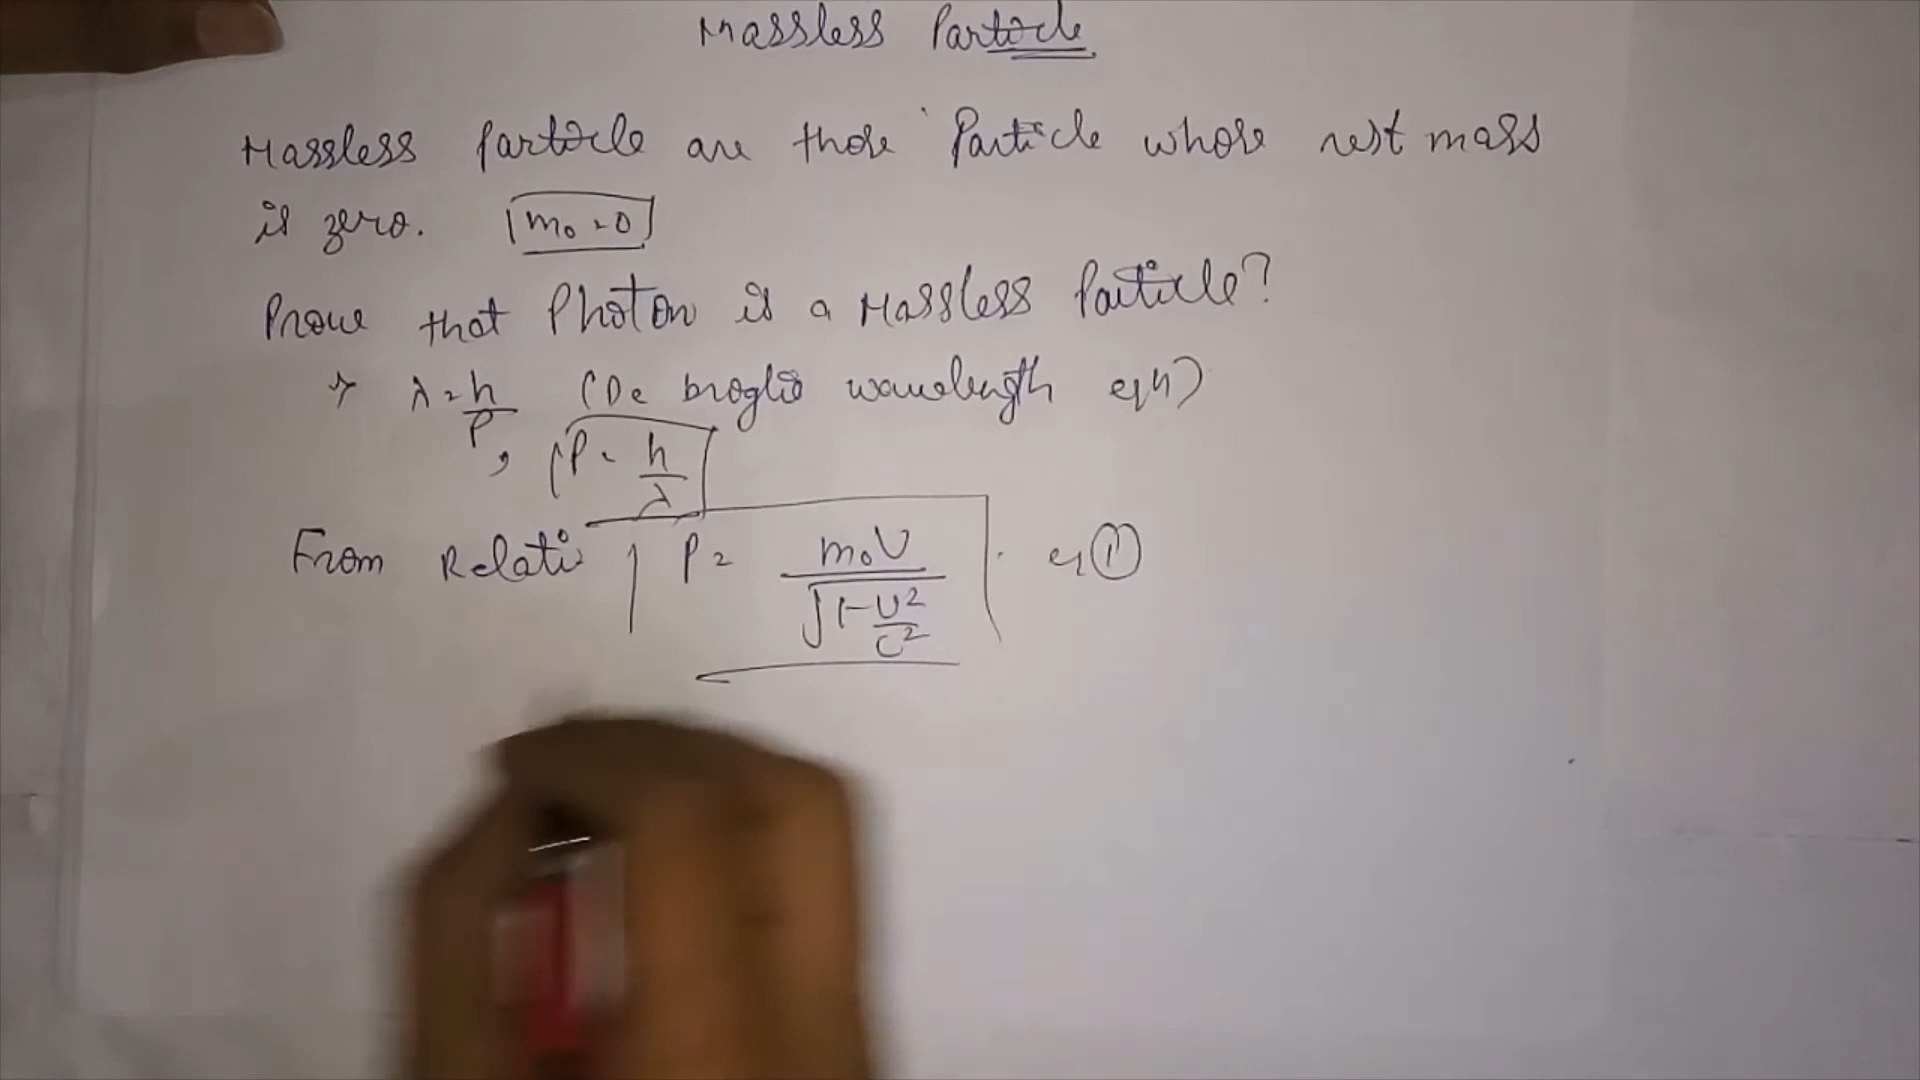 Massless Particle
Massless Particle are those Particle whose rest mass
is zero. m₀ = 0
Prove that Photon is a Massless Particle?
λ = h/P (De broglie wavelength eqn)
P = h/λ
From Relati P = m₀v/√1-v²/c² eq ①